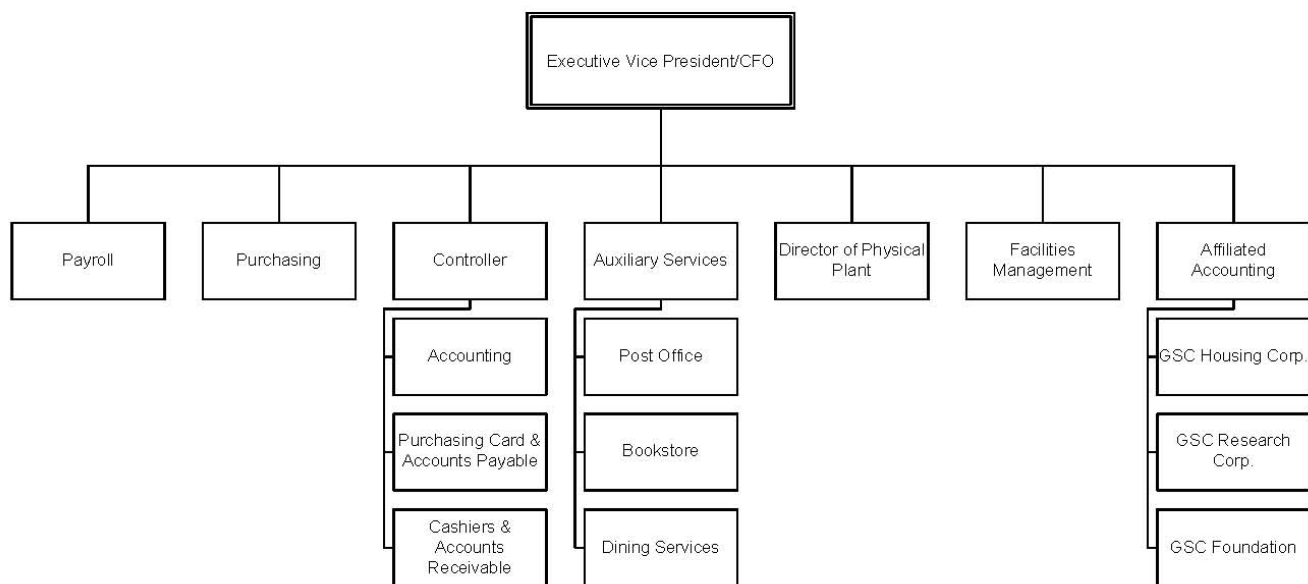 Executive Vice President/CFO
Payroll
Purchasing
Controller
Auxiliary Services
Director of Physical
Plant
Facilities
Management
Affiliated
Accounting
Accounting
Post Office
GSC Housing Corp.
Purchasing Card &
Accounts Payable
Bookstore
GSC Research
Corp.
Cashiers &
Accounts
Receivable
Dining Services
GSC Foundation